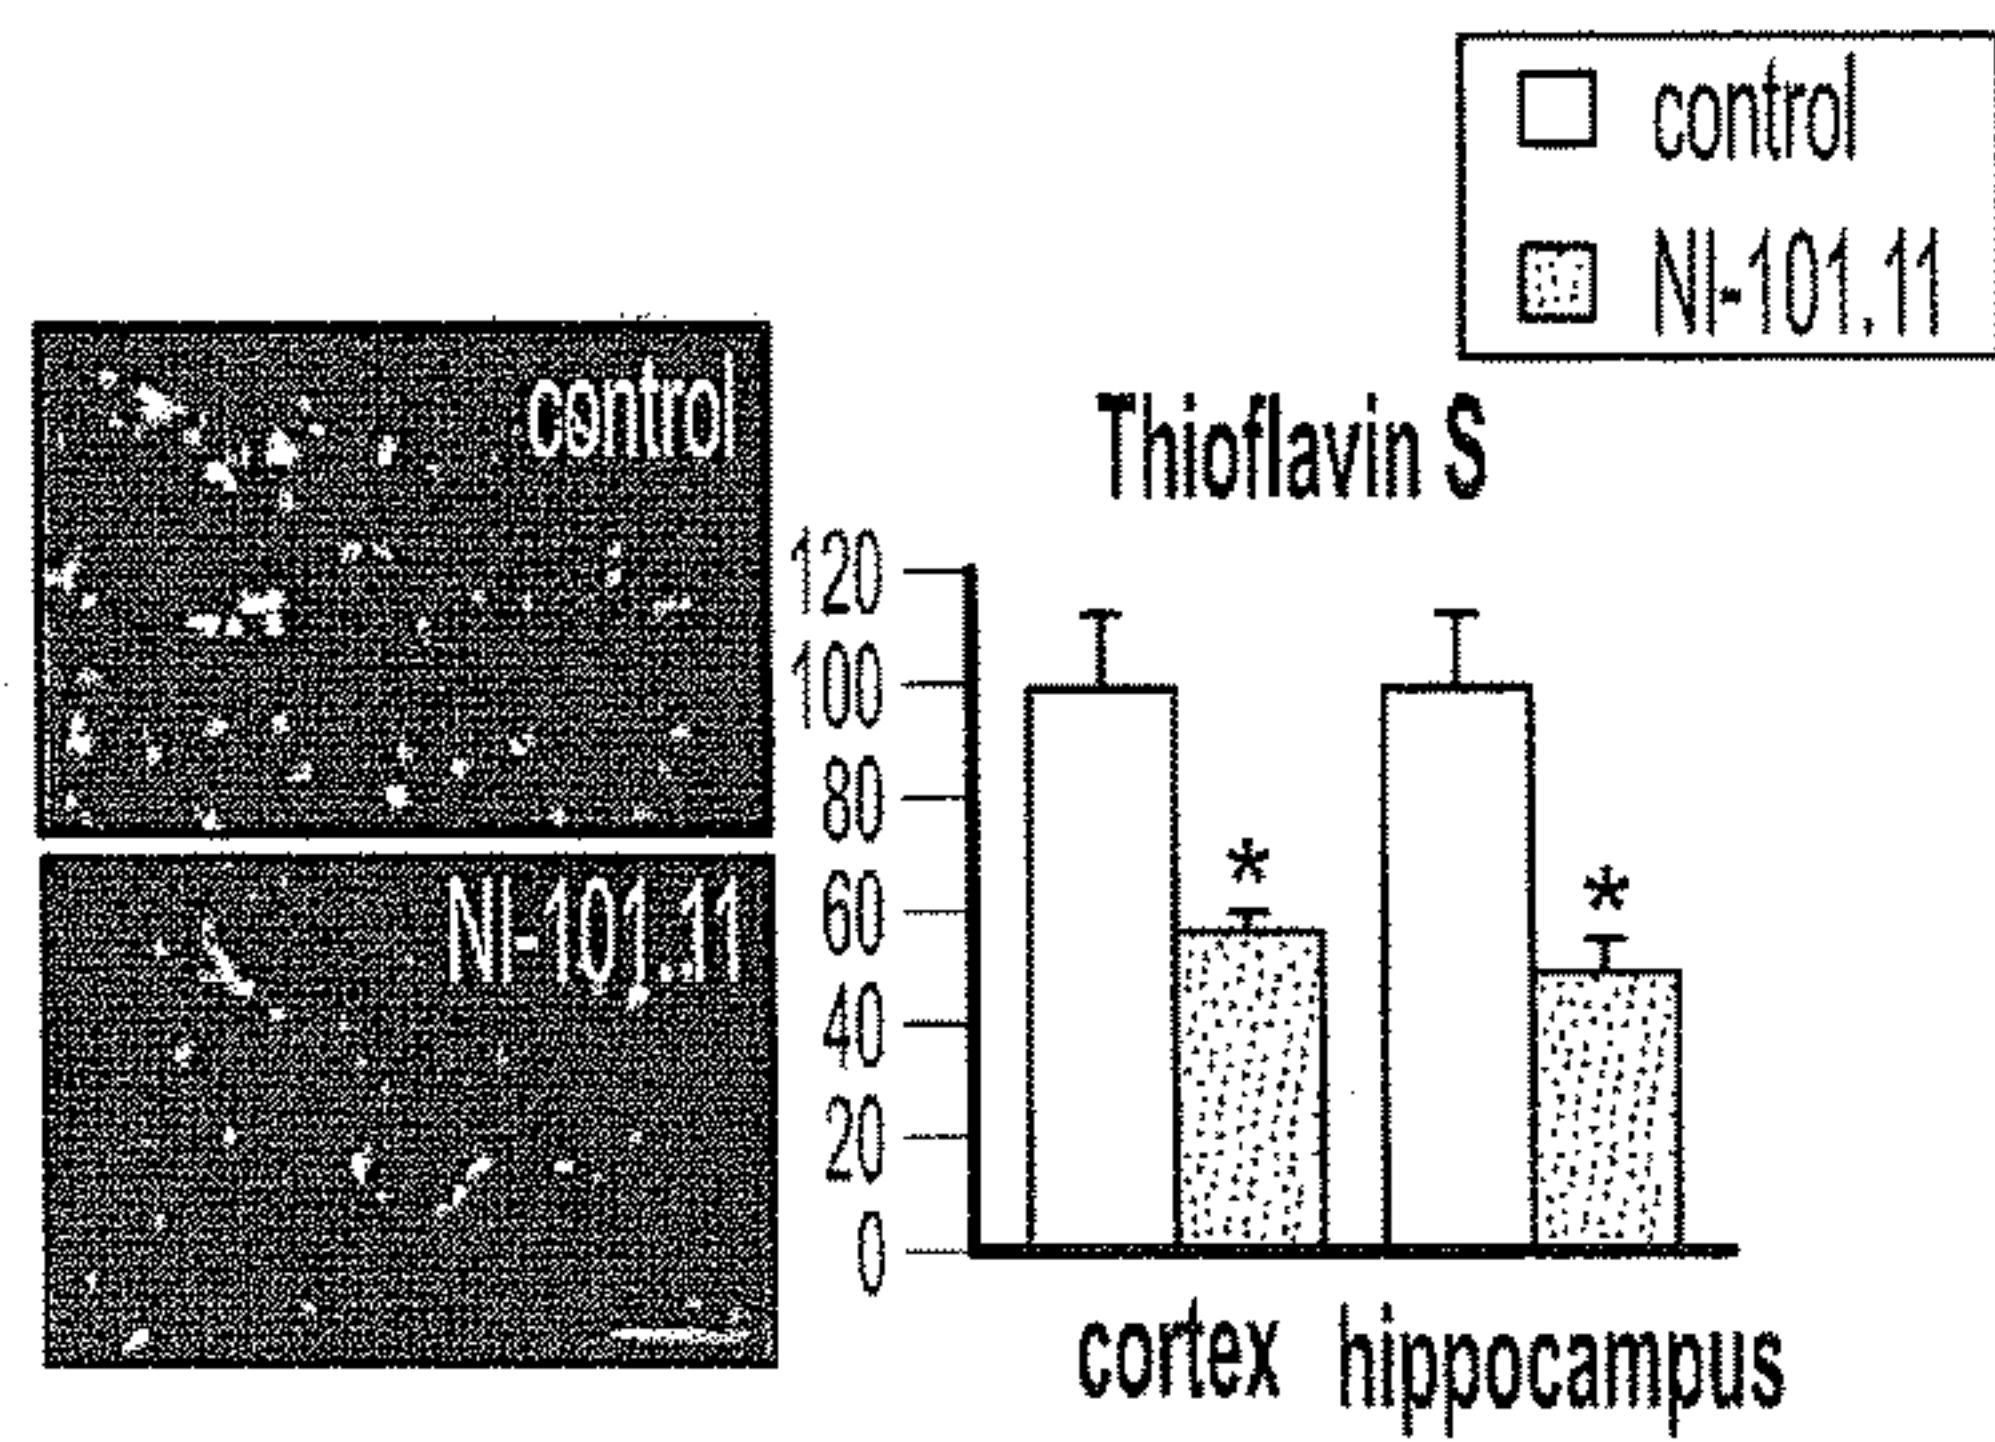 control
NI-101.11
control
NI-101.11
Thioflavin S
120
100
80
60
40
20
0
*
*
cortex hippocampus